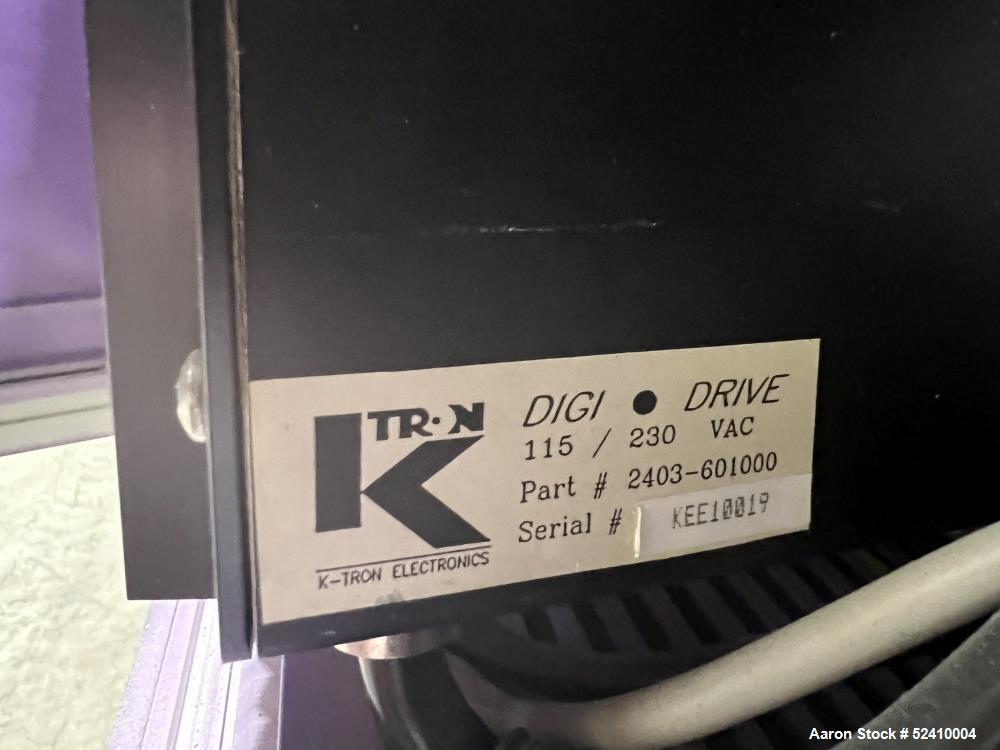 K TR·N
K-TRON ELECTRONICS
DIGI ● DRIVE
115 / 230 VAC
Part # 2403-601000
Serial # KEE10019
Aaron Stock # 52410004